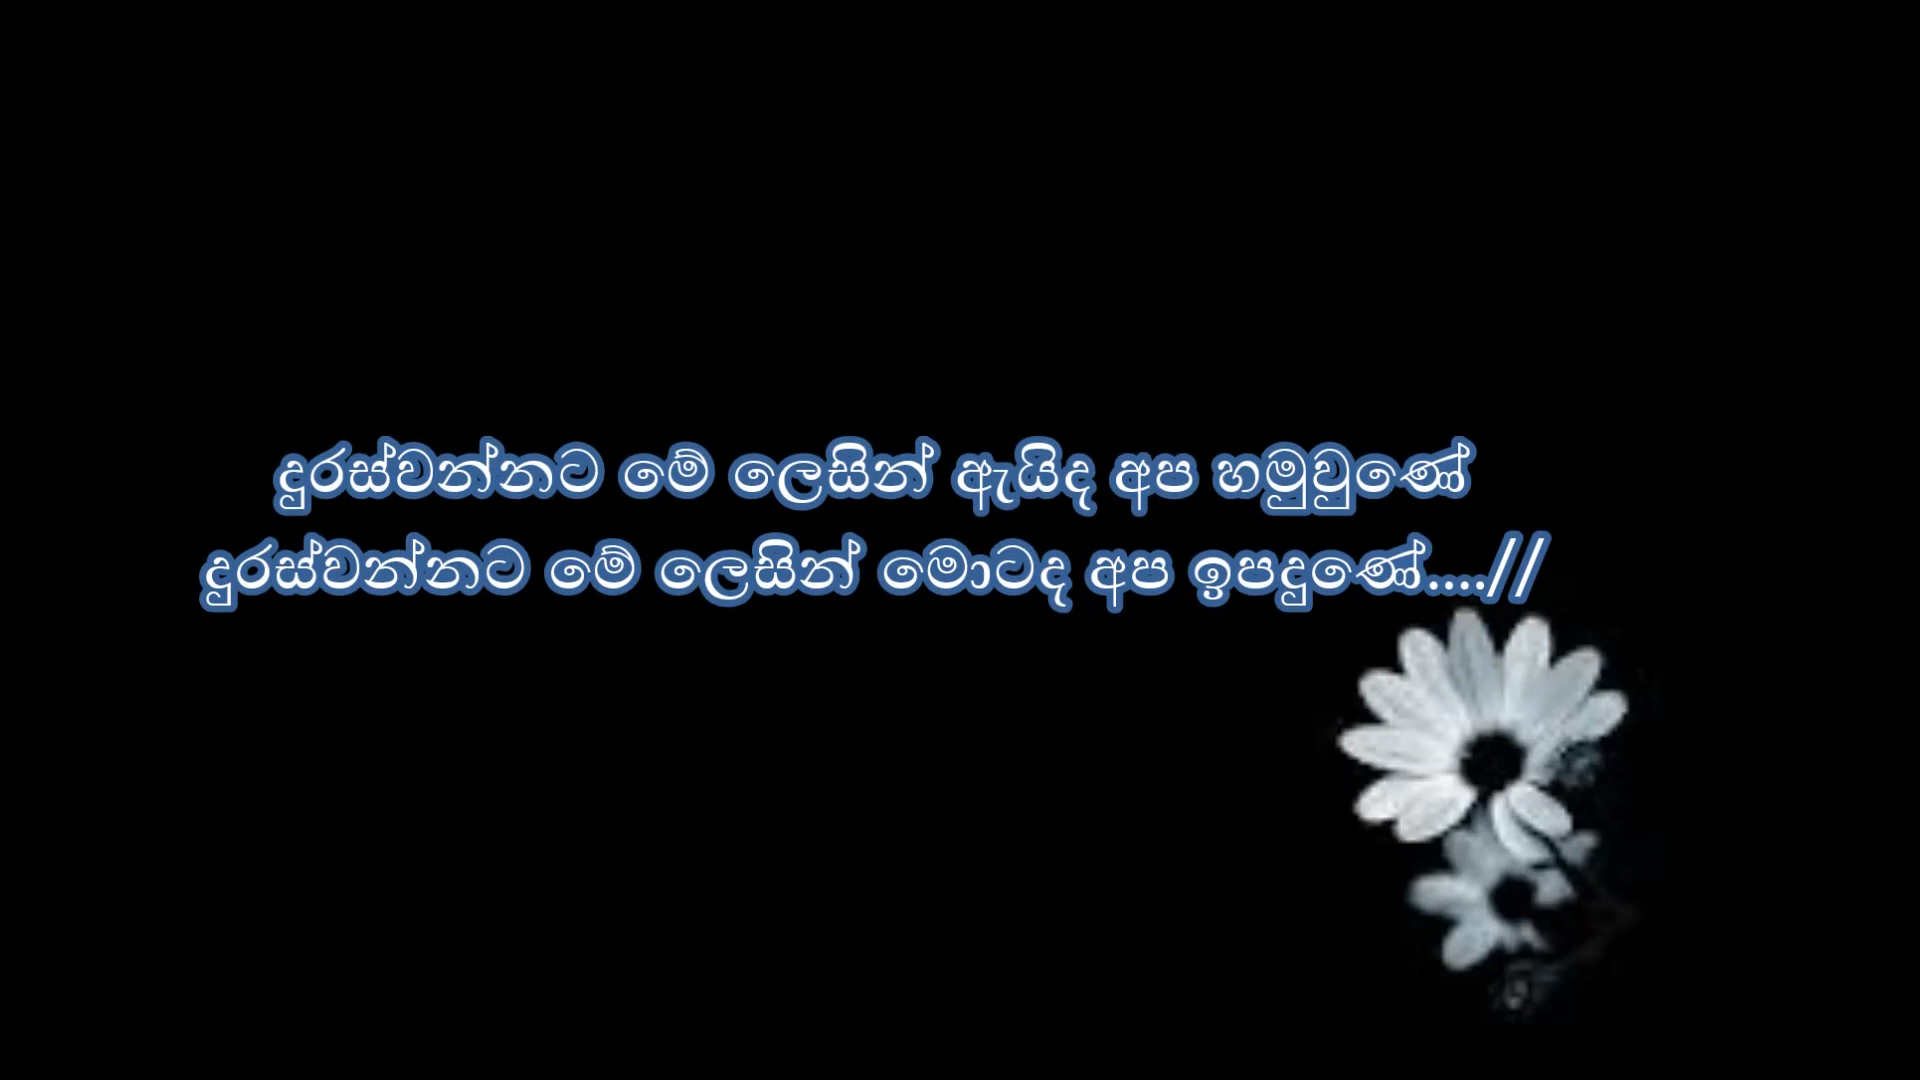 දුරස්වන්නට මේ ලෙසින් ඇයිද අප හමුවුණේ
දුරස්වන්නට මේ ලෙසින් මොටද අප ඉපදුණේ....//